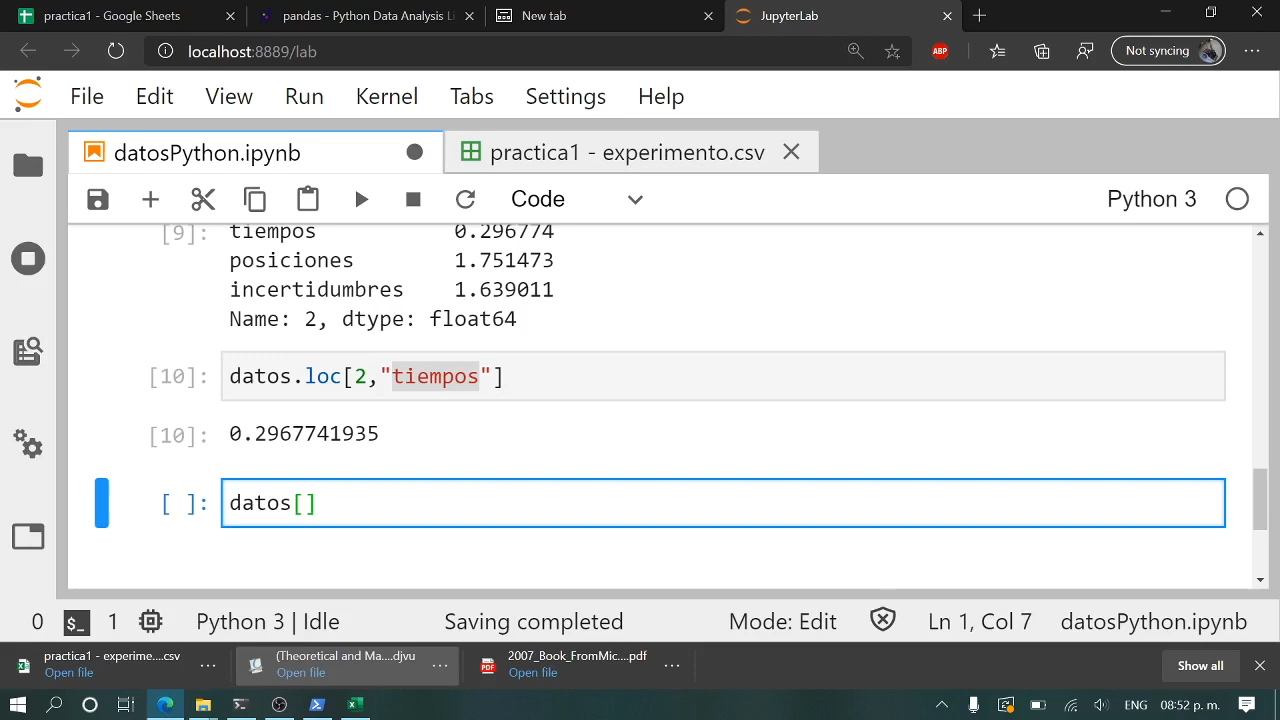 practica1 - Google Sheets
pandas - Python Data Analysis Li
New tab
JupyterLab
localhost:8889/lab
ABP
Not syncing
File Edit View Run Kernel Tabs Settings Help
datosPython.ipynb
practica1 - experimento.csv
Code
Python 3
[9]: tiempos 0.296774
posiciones 1.751473
incertidumbres 1.639011
Name: 2, dtype: float64
[10]: datos.loc[2,"tiempos"]
[10]: 0.2967741935
[ ]: datos[]
0 $_ 1 Python 3 | Idle Saving completed Mode: Edit Ln 1, Col 7 datosPython.ipynb
practica1 - experime....csv
Open file
(Theoretical and Ma....djvu
Open file
PDF
2007_Book_FromMic....pdf
Open file
Show all
ENG 08:52 p. m.